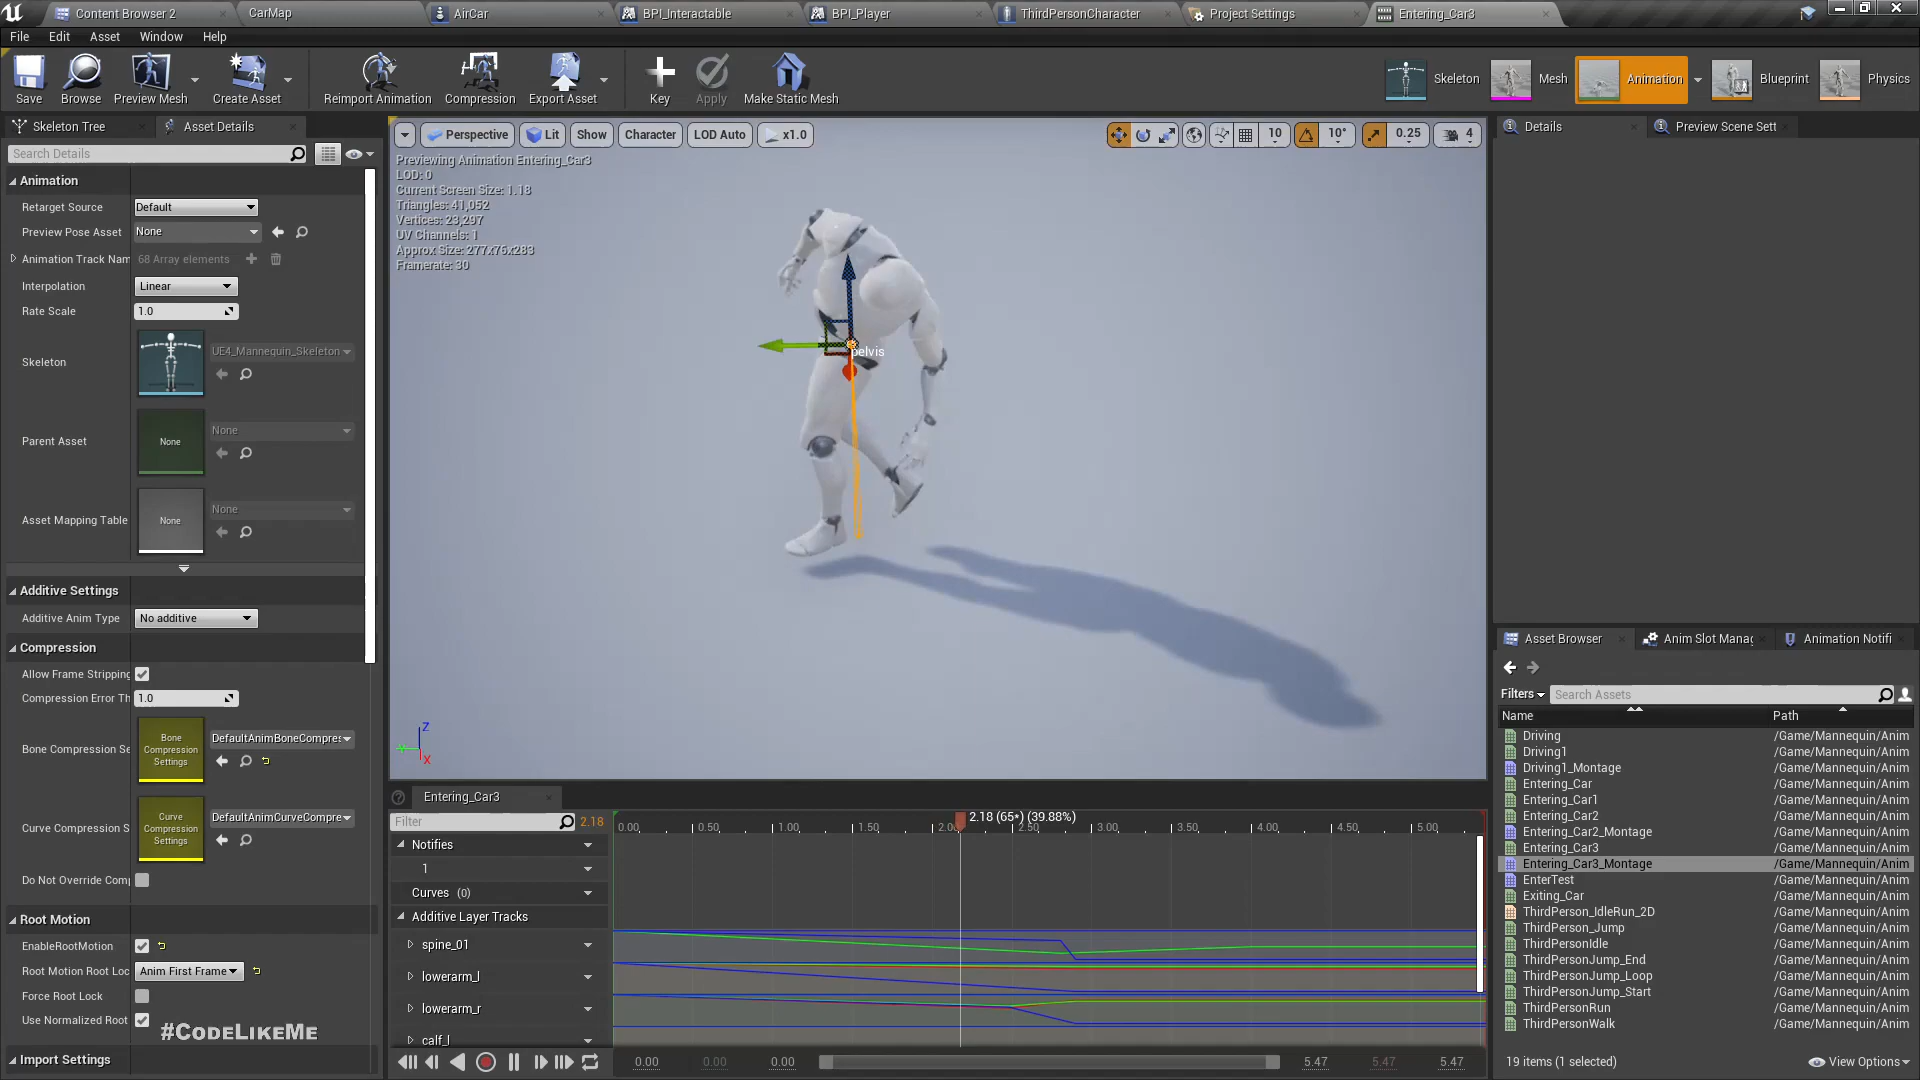 Content Browser 2
CarMap
AirCar
BPI_Interactable
BPI_Player
ThirdPersonCharacter
Project Settings
Entering_Car3
File
Edit
Asset
Window
Help
Save
Browse
Preview Mesh
Create Asset
Reimport Animation
Compression
Export Asset
Key
Apply
Make Static Mesh
Skeleton
Mesh
Animation
Blueprint
Physics
Skeleton Tree
Asset Details
Search Details
Animation
Retarget Source
Default
Preview Pose Asset
None
Animation Track Nam
68 Array elements
Interpolation
Linear
Rate Scale
1.0
Skeleton
UE4_Mannequin_Skeleton
Parent Asset
None
None
Asset Mapping Table
None
None
Additive Settings
Additive Anim Type
No additive
Compression
Allow Frame Stripping
Compression Error Th
1.0
Bone Compression Se
Bone
Compression
Settings
DefaultAnimBoneCompres
Curve Compression S
Curve
Compression
Settings
DefaultAnimCurveCompre
Do Not Override Comp
Root Motion
EnableRootMotion
Root Motion Root Loc
Anim First Frame
Force Root Lock
Use Normalized Root
#CodeLikeMe
Import Settings
Perspective
Lit
Show
Character
LOD Auto
x1.0
10
10°
0.25
4
Previewing Animation Entering_Car3
LOD: 0
Current Screen Size: 1.18
Triangles: 41,052
Vertices: 23,297
UV Channels: 1
Approx Size: 277x76x283
Framerate: 30
pelvis
Z
X
Entering_Car3
Filter
2.18
2.18 (65*) (39.88%)
0.00
0.50
1.00
1.50
2.00
2.50
3.00
3.50
4.00
4.50
5.00
Notifies
1
Curves (0)
Additive Layer Tracks
spine_01
lowerarm_l
lowerarm_r
calf_l
0.00
0.00
0.00
5.47
5.47
5.47
Details
Preview Scene Sett
Asset Browser
Anim Slot Manag
Animation Notifi
Filters
Search Assets
Name
Path
Driving
/Game/Mannequin/Anim
Driving1
/Game/Mannequin/Anim
Driving1_Montage
/Game/Mannequin/Anim
Entering_Car
/Game/Mannequin/Anim
Entering_Car1
/Game/Mannequin/Anim
Entering_Car2
/Game/Mannequin/Anim
Entering_Car2_Montage
/Game/Mannequin/Anim
Entering_Car3
/Game/Mannequin/Anim
Entering_Car3_Montage
/Game/Mannequin/Anim
EnterTest
/Game/Mannequin/Anim
Exiting_Car
/Game/Mannequin/Anim
ThirdPerson_IdleRun_2D
/Game/Mannequin/Anim
ThirdPerson_Jump
/Game/Mannequin/Anim
ThirdPersonIdle
/Game/Mannequin/Anim
ThirdPersonJump_End
/Game/Mannequin/Anim
ThirdPersonJump_Loop
/Game/Mannequin/Anim
ThirdPersonJump_Start
/Game/Mannequin/Anim
ThirdPersonRun
/Game/Mannequin/Anim
ThirdPersonWalk
/Game/Mannequin/Anim
19 items (1 selected)
View Options